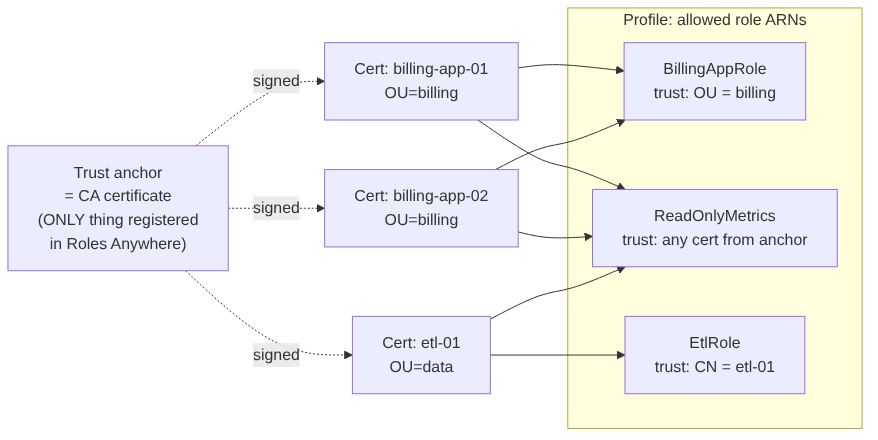 Profile: allowed role ARNs
Trust anchor
= CA certificate
(ONLY thing registered
in Roles Anywhere)
signed
signed
signed
Cert: billing-app-01
OU=billing
Cert: billing-app-02
OU=billing
Cert: etl-01
OU=data
BillingAppRole
trust: OU = billing
ReadOnlyMetrics
trust: any cert from anchor
EtlRole
trust: CN = etl-01